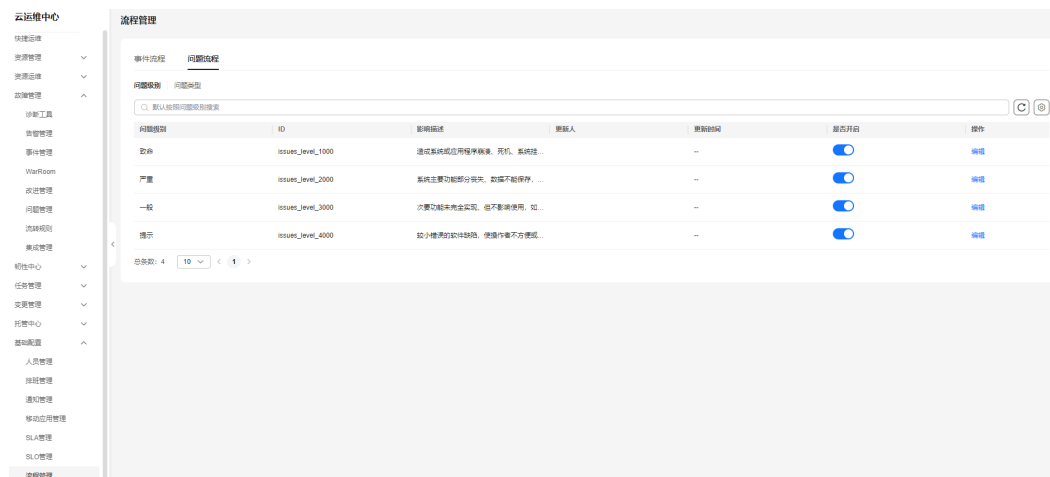 云运维中心
快捷运维
资源管理
资源运维
故障管理
诊断工具
告警管理
事件管理
WarRoom
改进管理
问题管理
流转规则
集成管理
韧性中心
任务管理
变更管理
托管中心
基础配置
人员管理
排班管理
通知管理
移动应用管理
SLA管理
SLO管理
流程管理
流程管理
事件流程 问题流程
问题级别 问题类型
默认按照问题级别搜索
问题级别 ID 影响描述 更新人 更新时间 是否开启 操作
致命 issues_level_1000 造成系统或应用程序崩溃、死机、系统挂... -- 编辑
严重 issues_level_2000 系统主要功能部分丧失、数据不能保存，... -- 编辑
一般 issues_level_3000 次要功能未完全实现，但不影响使用，如... -- 编辑
提示 issues_level_4000 较小错误的软件缺陷，使操作者不方便或... -- 编辑
总条数：4 10 1